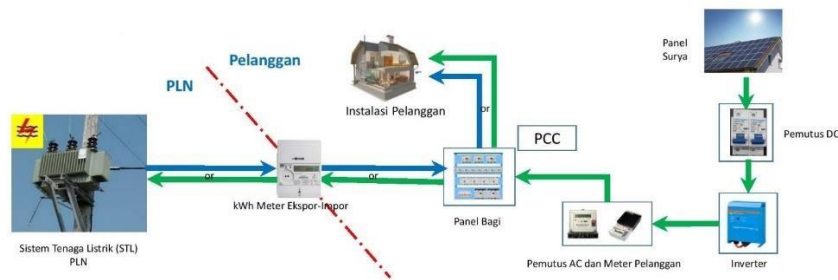 Pelanggan
PLN
Panel
Surya
Instalasi Pelanggan
or
PCC
Pemutus DC
or
or
kWh Meter Ekspor-Impor
Panel Bagi
Sistem Tenaga Listrik (STL)
PLN
Pemutus AC dan Meter Pelanggan
Inverter